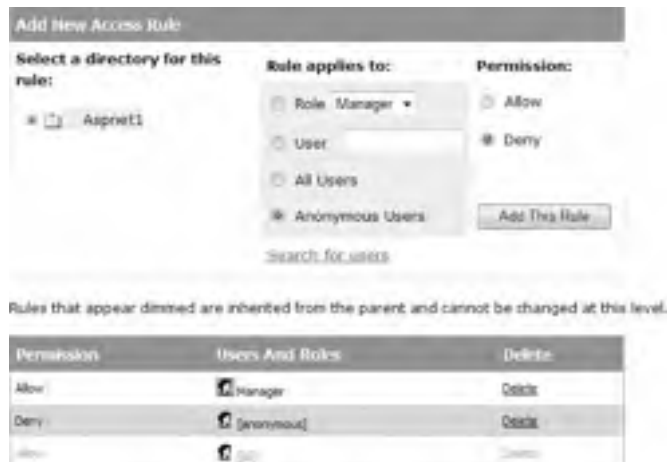 Add New Access Rule
Select a directory for this rule:
Aspnet1
Rule applies to:
Role Manager
User
All Users
Anonymous Users
Search for users
Permission:
Allow
Deny
Add This Rule
Rules that appear dimmed are inherited from the parent and cannot be changed at this level.
Permission Users And Roles Delete
Allow Manager Delete
Deny [anonymous] Delete